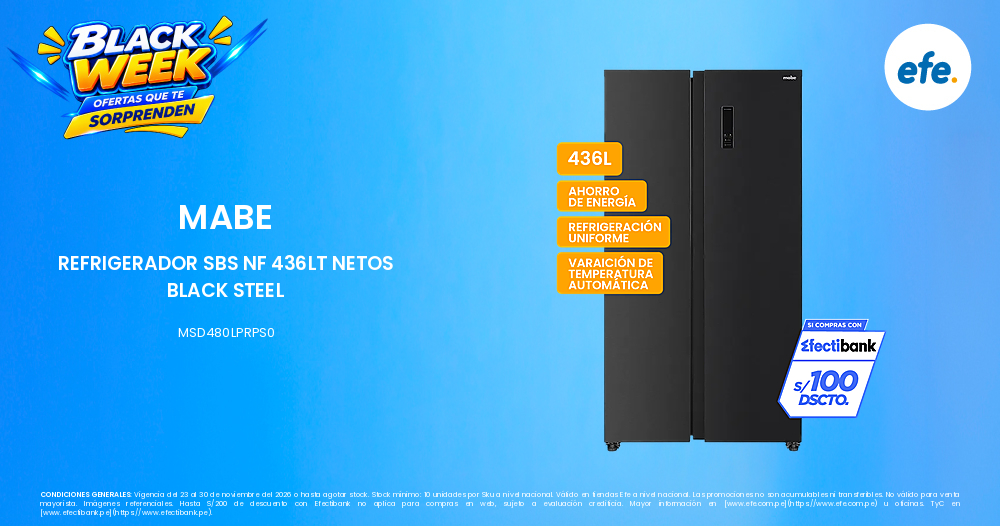 BLACK
WEEK
OFERTAS QUE TE
SORPRENDEN
efe.
mabe
436L
AHORRO
DE ENERGÍA
REFRIGERACIÓN
UNIFORME
VARAICIÓN DE
TEMPERATURA
AUTOMÁTICA
MABE
REFRIGERADOR SBS NF 436LT NETOS
BLACK STEEL
MSD480LPRPS0
SI COMPRAS CON
Efectibank
S/100
DSCTO.
CONDICIONES GENERALES: Vigencia del 23 al 30 de noviembre del 2026 o hasta agotar stock. Stock mínimo: 10 unidades por Sku a nivel nacional. Válido en tiendas Efe a nivel nacional. Las promociones no son acumulables ni transferibles. No válido para venta
mayorista. Imágenes referenciales. Hasta S/200 de descuento con Efectibank no aplica para compras en web, sujeto a evaluación crediticia. Mayor información en [www.efe.com.pe](https://www.efe.com.pe) u oficinas. TyC en
[www.efectibank.pe](https://www.efectibank.pe).